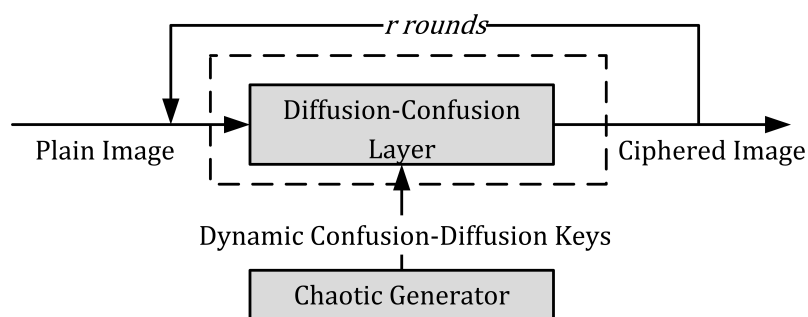 r rounds
Diffusion-Confusion
Layer
Plain Image
Ciphered Image
Dynamic Confusion-Diffusion Keys
Chaotic Generator